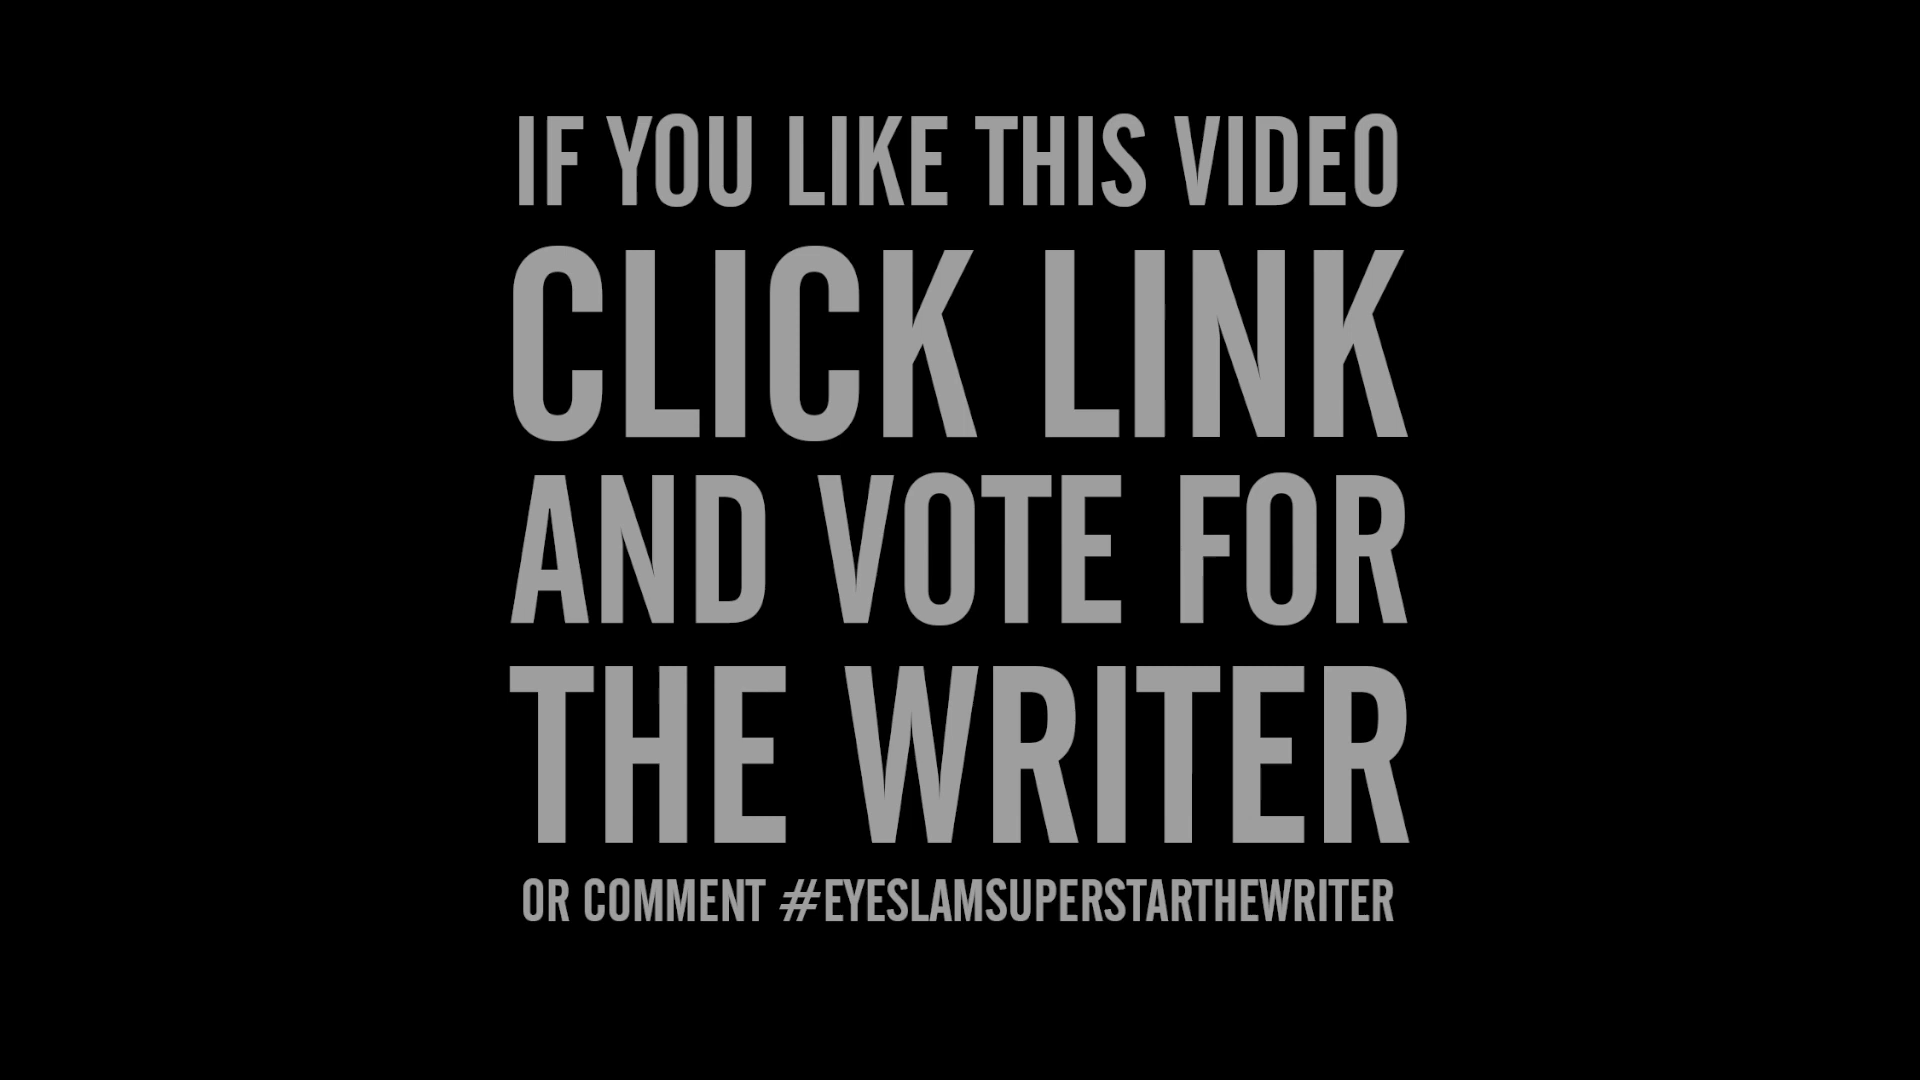 IF YOU LIKE THIS VIDEO
CLICK LINK
AND VOTE FOR
THE WRITER
OR COMMENT #EYESLAMSUPERSTARTHEWRITER